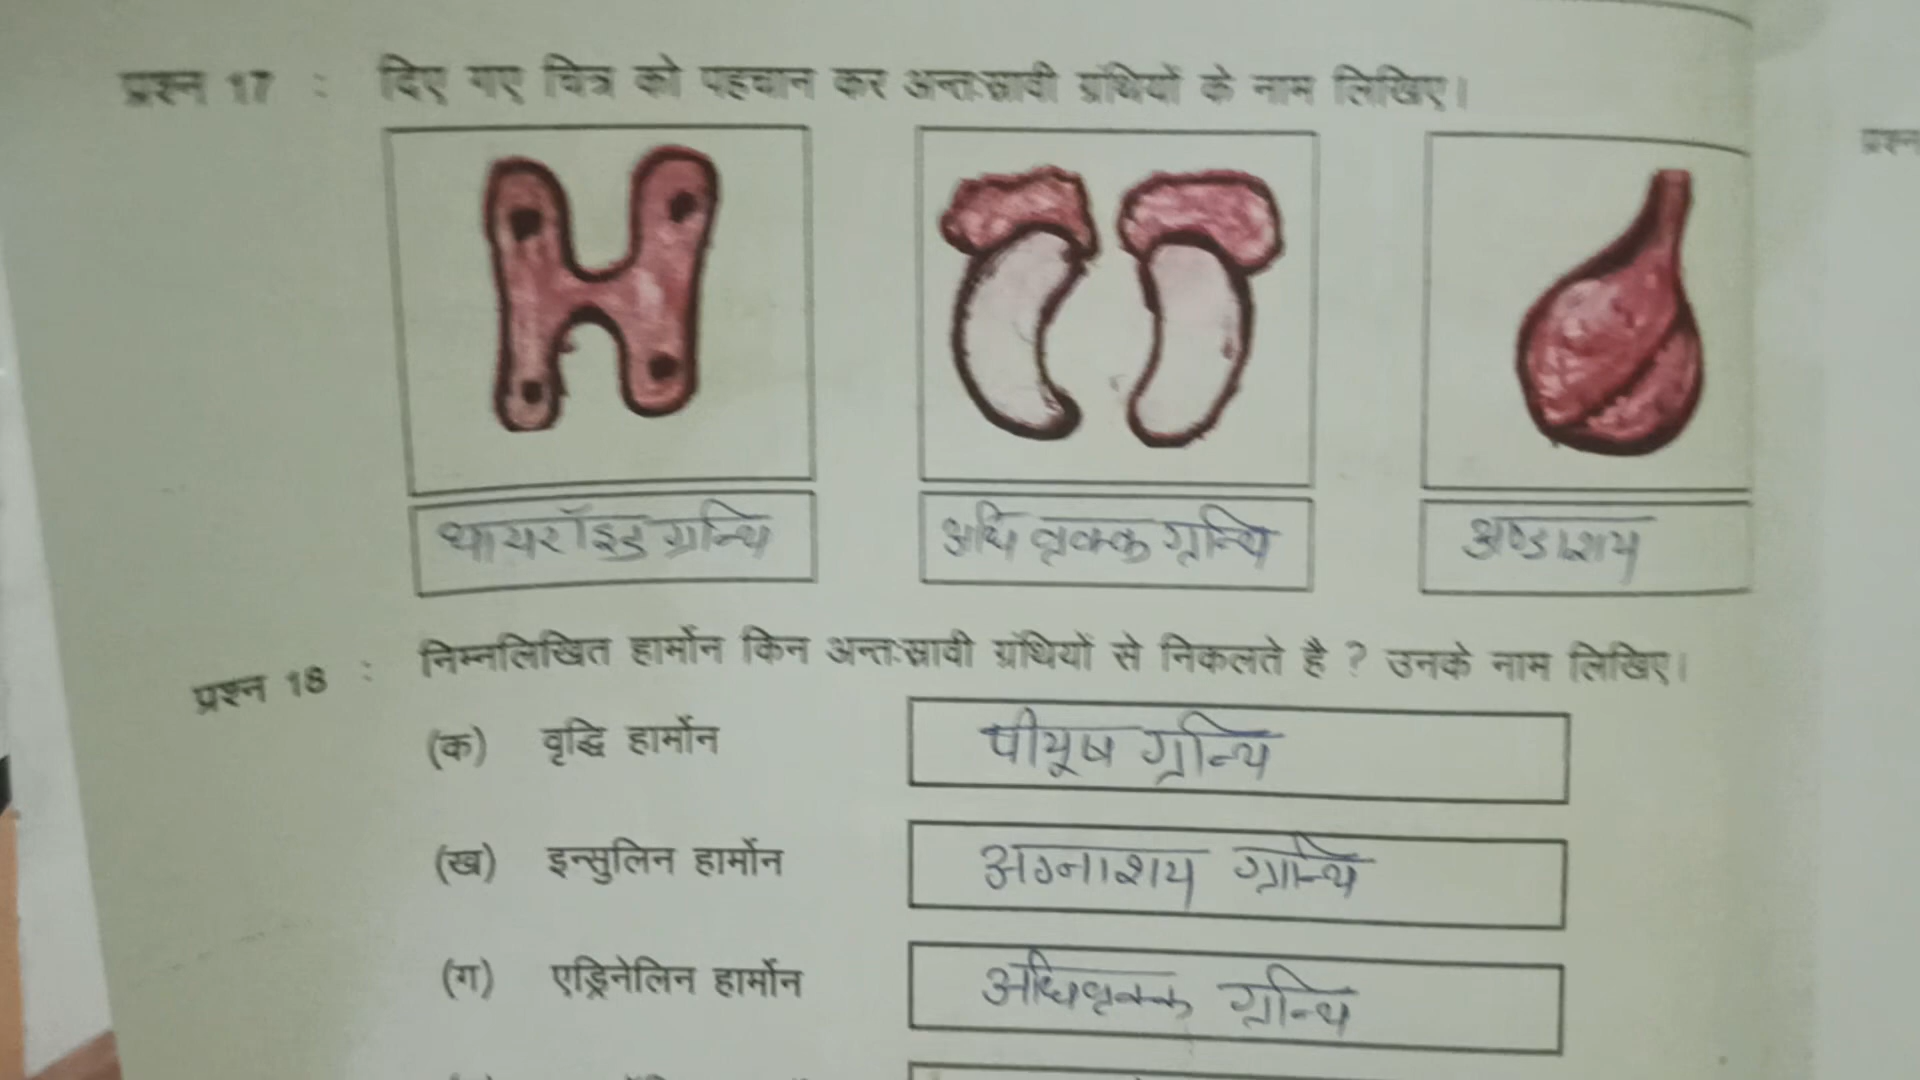 प्रश्न 17 : दिए गए चित्र को पहचान कर अन्तःस्रावी ग्रंथियों के नाम लिखिए।
थायरॉइड ग्रन्थि अधि वृक्क ग्रन्थि अण्डाशय
प्रश्न 18 : निम्नलिखित हार्मोन किन अन्तःस्रावी ग्रंथियों से निकलते है ? उनके नाम लिखिए।
(क) वृद्धि हार्मोन पीयूष ग्रन्थि
(ख) इन्सुलिन हार्मोन अग्नाशय ग्रन्थि
(ग) एड्रिनेलिन हार्मोन अधिवृक्क ग्रन्थि
प्रश्न